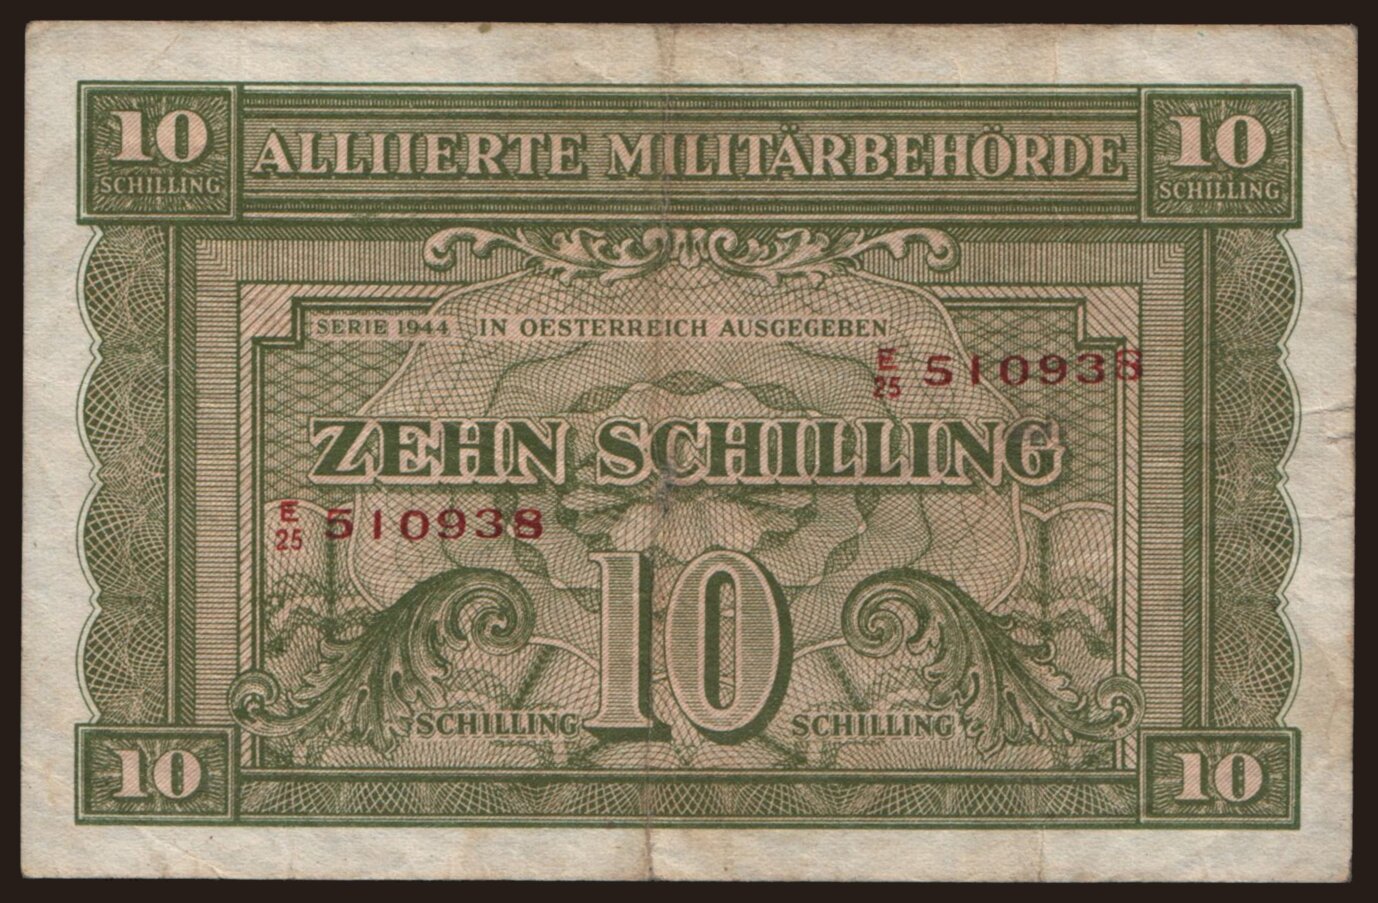 10 ALLIIERTE MILITÄRBEHÖRDE 10
SCHILLING SCHILLING
SERIE 1944 IN OESTERREICH AUSGEGEBEN
E/25 510938
ZEHN SCHILLING
E/25 510938
SCHILLING 10 SCHILLING
10 10